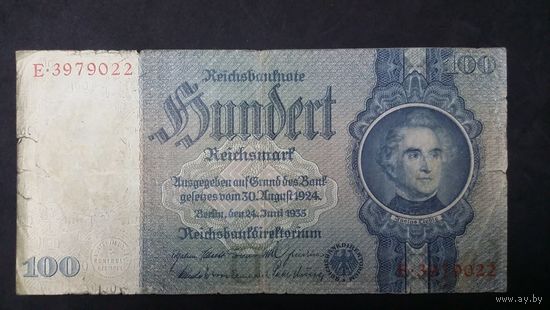 E·3979022
Reichsbanknote
100
Hundert
Reichsmark
Ausgegeben auf Grund des Bank
gesetzes vom 30. August 1924.
Berlin, den 24. Juni 1935
Reichsbankdirektorium
100
E·3979022
www.ay.by